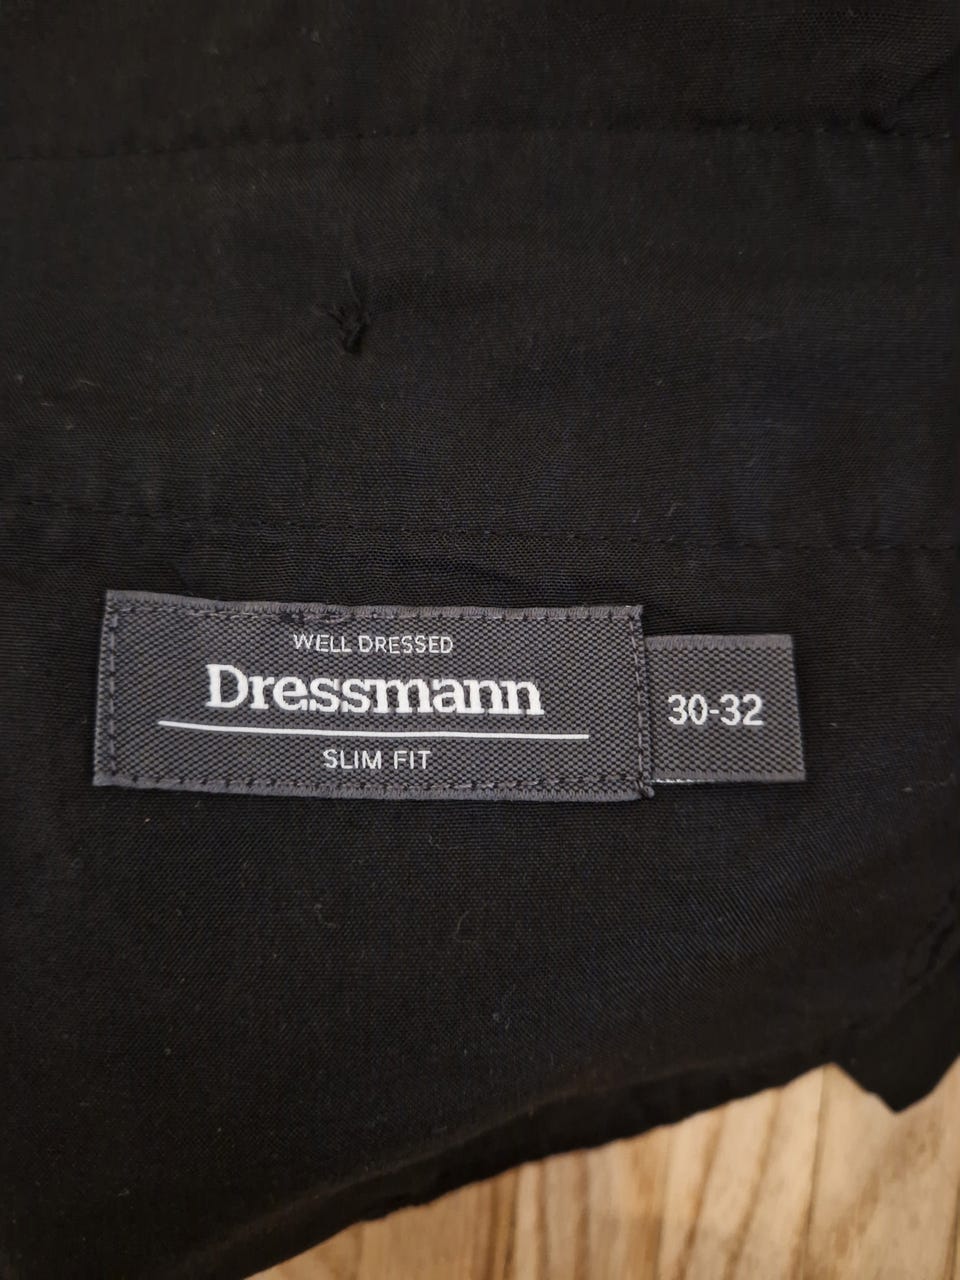 WELL DRESSED
Dressmann
SLIM FIT
30-32